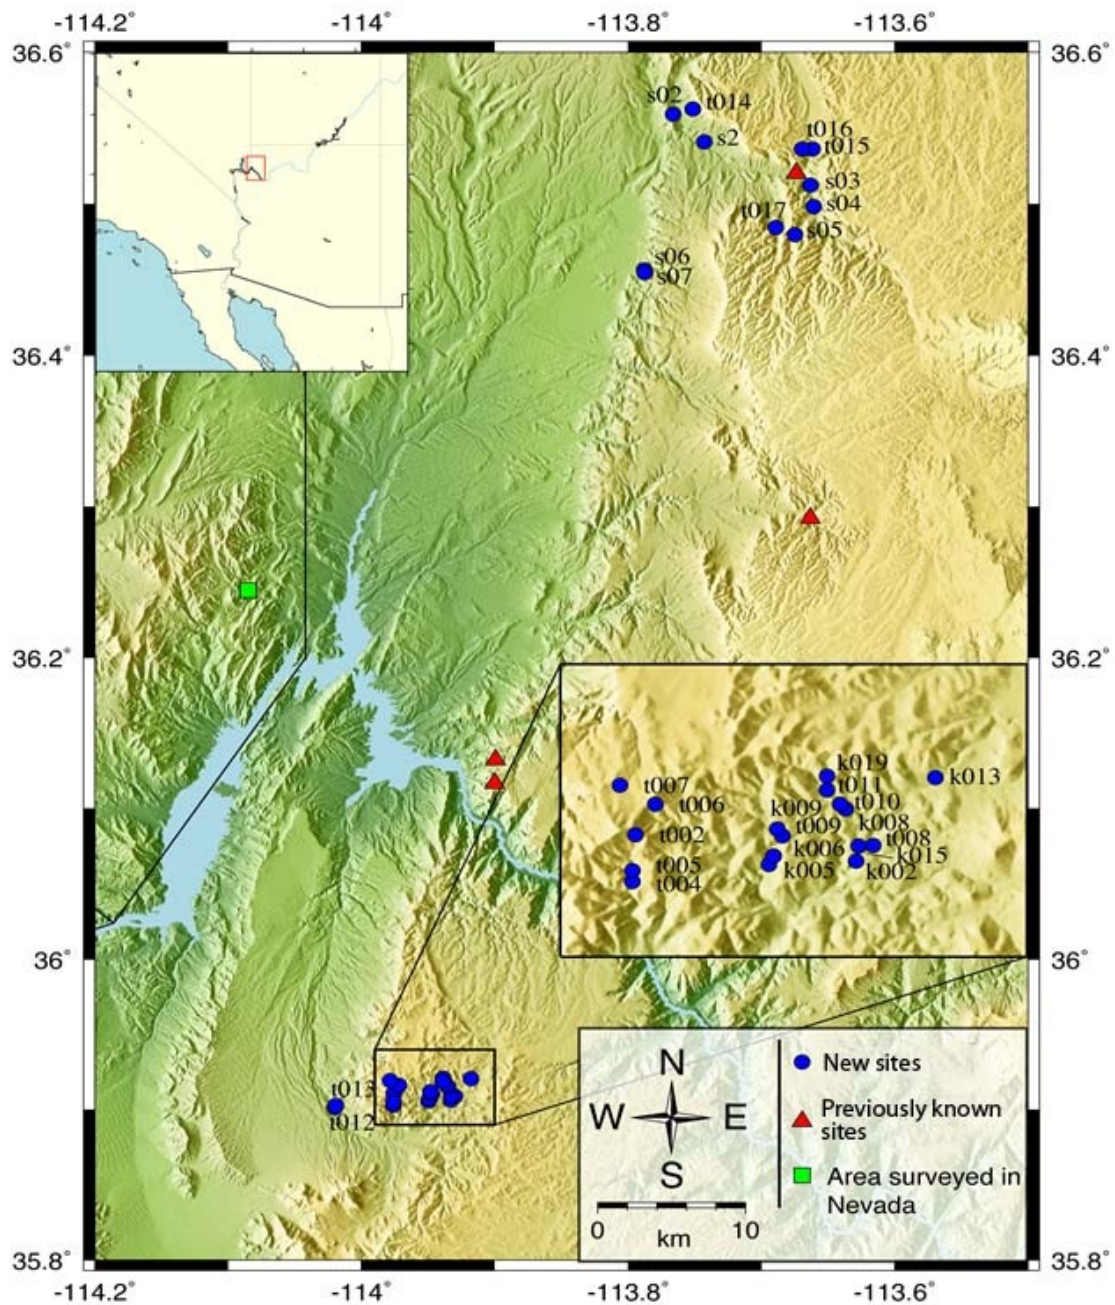 -114.2°
-114°
-113.8°
-113.6°
36.6°
36.6°
s02
t014
s2
t016
t015
s03
s04
t017
s05
s06
s07
36.4°
36.4°
36.2°
36.2°
k019
k013
t007
t011
t006
t010
k009
k008
t002
t009
t008
k006
k015
t005
k005
k002
t004
36°
36°
t013
t012
N
W
E
S
0
10
km
New sites
Previously known
sites
Area surveyed in
Nevada
35.8°
35.8°
-114.2°
-114°
-113.8°
-113.6°